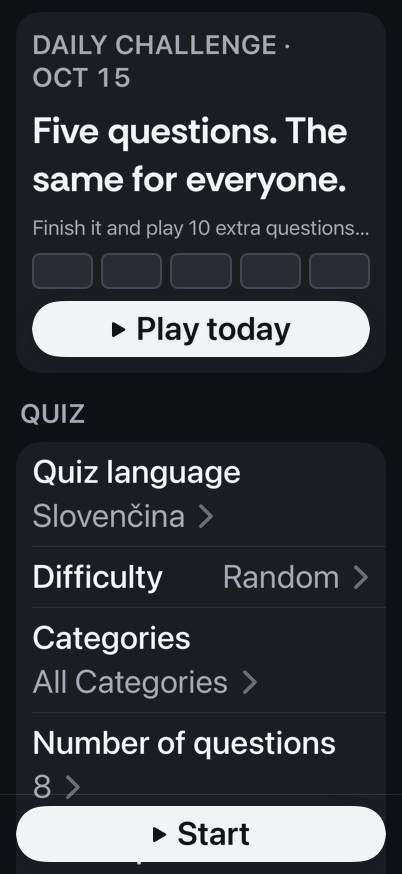 DAILY CHALLENGE ·
OCT 15
Five questions. The
same for everyone.
Finish it and play 10 extra questions...
Play today
QUIZ
Quiz language
Slovenčina
Difficulty Random
Categories
All Categories
Number of questions
8
Start